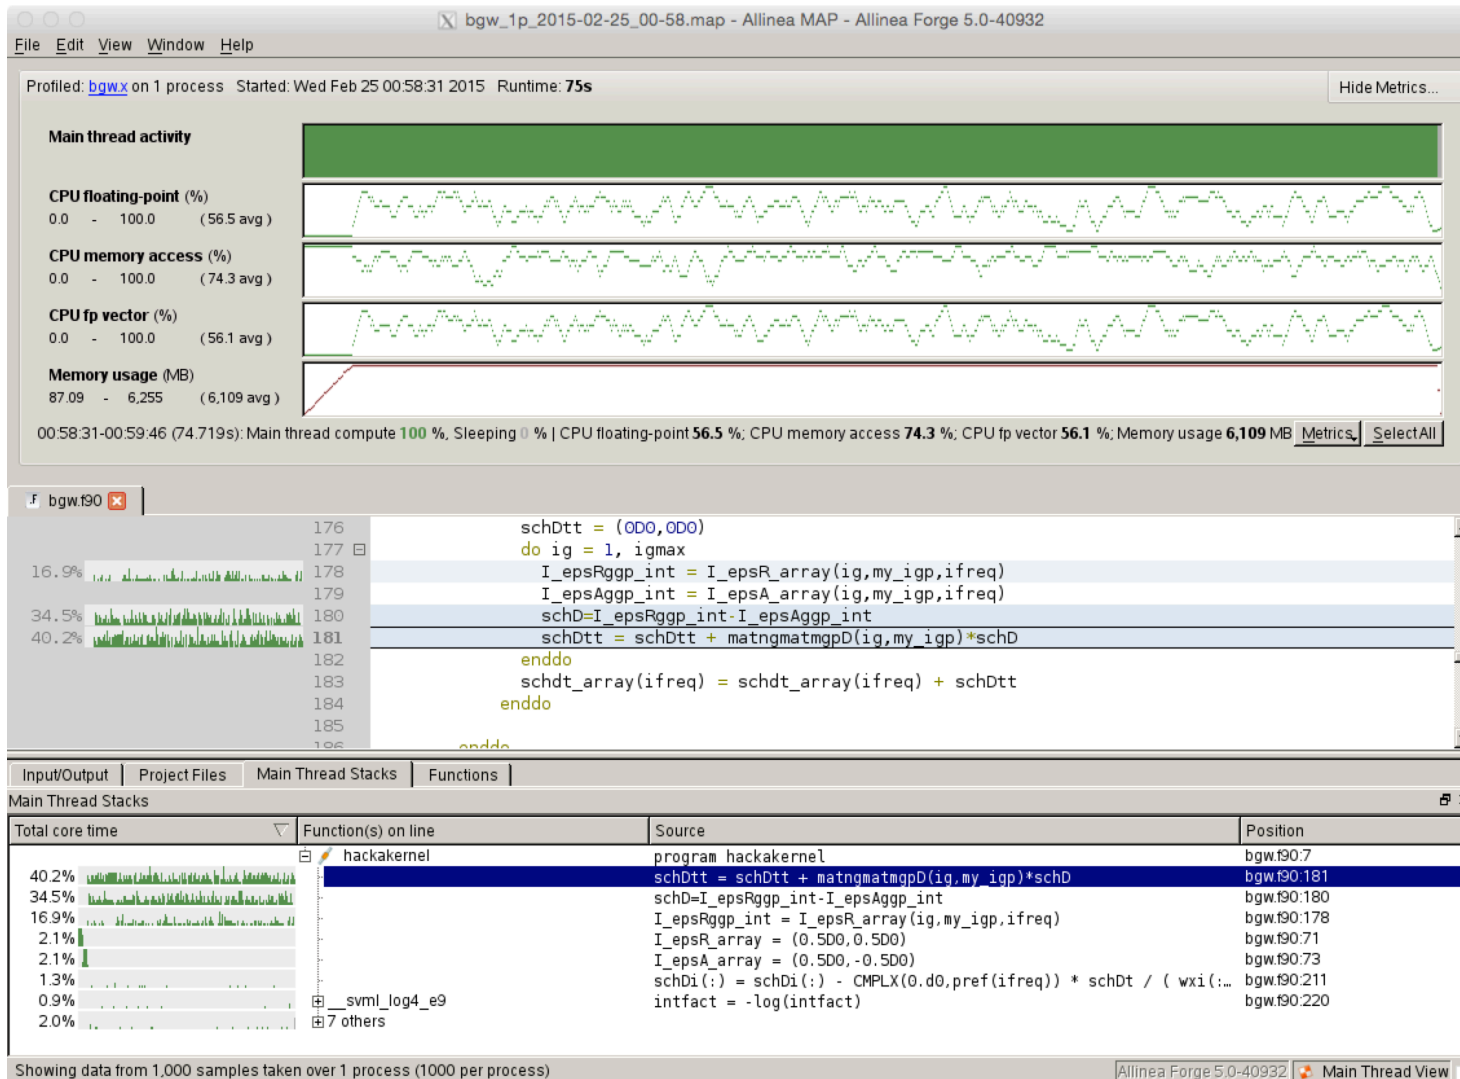 bgw_1p_2015-02-25_00-58.map - Allinea MAP - Allinea Forge 5.0-40932
File Edit View Window Help
Profiled: bgw.x on 1 process Started: Wed Feb 25 00:58:31 2015 Runtime: 75s
Hide Metrics...
Main thread activity
CPU floating-point (%)
0.0 - 100.0 (56.5 avg)
CPU memory access (%)
0.0 - 100.0 (74.3 avg)
CPU fp vector (%)
0.0 - 100.0 (56.1 avg)
Memory usage (MB)
87.09 - 6,255 (6,109 avg)
00:58:31-00:59:46 (74.719s): Main thread compute 100 %, Sleeping 0 % | CPU floating-point 56.5 %; CPU memory access 74.3 %; CPU fp vector 56.1 %; Memory usage 6,109 MB Metrics Select All
F bgw.f90
176 schDtt = (0D0,0D0)
177 do ig = 1, igmax
16.9% 178 I_epsRggp_int = I_epsR_array(ig,my_igp,ifreq)
179 I_epsAggp_int = I_epsA_array(ig,my_igp,ifreq)
34.5% 180 schD=I_epsRggp_int-I_epsAggp_int
40.2% 181 schDtt = schDtt + matngmatmgpD(ig,my_igp)*schD
182 enddo
183 schdt_array(ifreq) = schdt_array(ifreq) + schDtt
184 enddo
185
186 enddo
Input/Output Project Files Main Thread Stacks Functions
Main Thread Stacks
Total core time Function(s) on line Source Position
hackakernel program hackakernel bgw.f90:7
40.2% schDtt = schDtt + matngmatmgpD(ig,my_igp)*schD bgw.f90:181
34.5% schD=I_epsRggp_int-I_epsAggp_int bgw.f90:180
16.9% I_epsRggp_int = I_epsR_array(ig,my_igp,ifreq) bgw.f90:178
2.1% I_epsR_array = (0.5D0,0.5D0) bgw.f90:71
2.1% I_epsA_array = (0.5D0,-0.5D0) bgw.f90:73
1.3% schDi(:) = schDi(:) - CMPLX(0.d0,pref(ifreq)) * schDt / ( wxi(:... bgw.f90:211
0.9% __svml_log4_e9 intfact = -log(intfact) bgw.f90:220
2.0% 7 others
Showing data from 1,000 samples taken over 1 process (1000 per process)
Allinea Forge 5.0-40932 Main Thread View